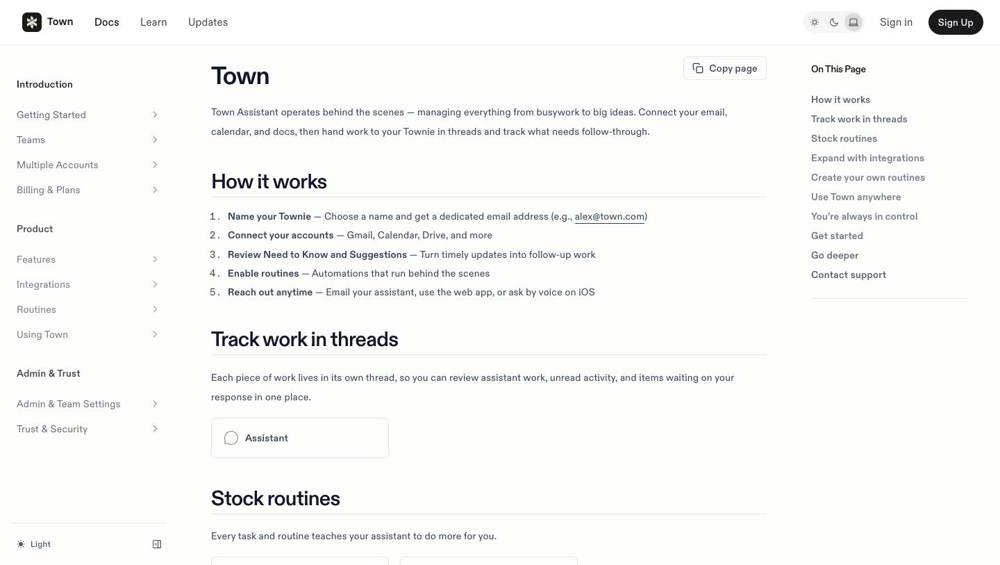 Town
Docs
Learn
Updates
Sign in
Sign Up
Introduction
Getting Started
Teams
Multiple Accounts
Billing & Plans
Product
Features
Integrations
Routines
Using Town
Admin & Trust
Admin & Team Settings
Trust & Security
Light
Town
Copy page
Town Assistant operates behind the scenes — managing everything from busywork to big ideas. Connect your email,
calendar, and docs, then hand work to your Townie in threads and track what needs follow-through.
How it works
1. Name your Townie — Choose a name and get a dedicated email address (e.g., alex@town.com)
2. Connect your accounts — Gmail, Calendar, Drive, and more
3. Review Need to Know and Suggestions — Turn timely updates into follow-up work
4. Enable routines — Automations that run behind the scenes
5. Reach out anytime — Email your assistant, use the web app, or ask by voice on iOS
Track work in threads
Each piece of work lives in its own thread, so you can review assistant work, unread activity, and items waiting on your
response in one place.
Assistant
Stock routines
Every task and routine teaches your assistant to do more for you.
On This Page
How it works
Track work in threads
Stock routines
Expand with integrations
Create your own routines
Use Town anywhere
You're always in control
Get started
Go deeper
Contact support